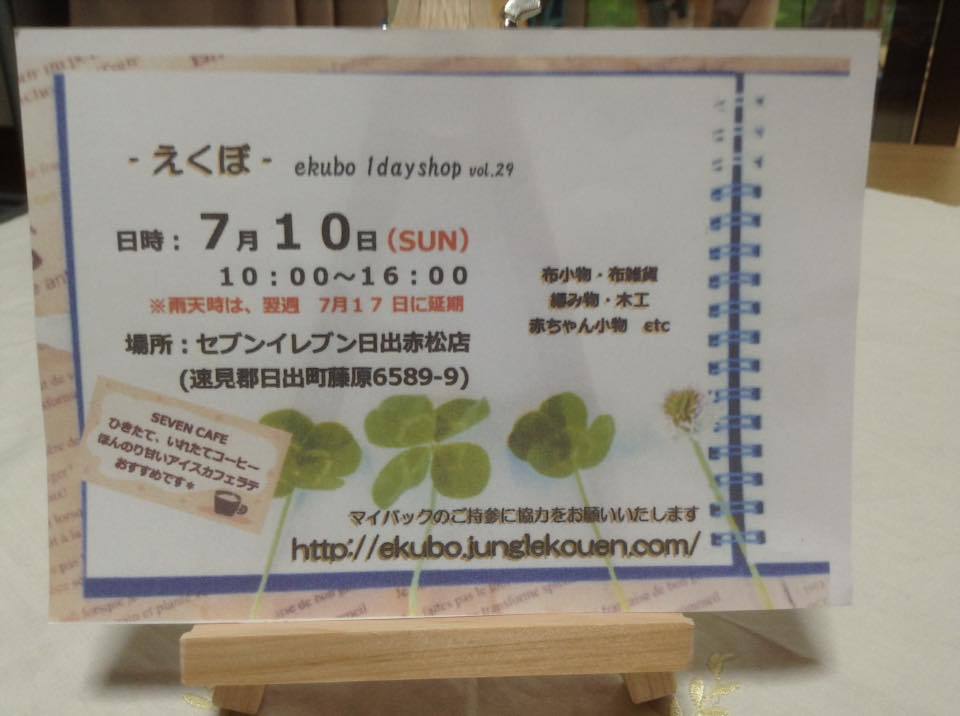 - えくぼ - ekubo 1dayshop vol.29
日時： 7月10日（SUN）
10：00～16：00
※雨天時は、翌週　7月17日に延期
場所：セブンイレブン日出赤松店
(速見郡日出町藤原6589-9)
布小物・布雑貨
編み物・木工
赤ちゃん小物　etc
SEVEN CAFE
ひきたて、いれたてコーヒー
ほんのり甘いアイスカフェラテ
おすすめです＊
マイバックのご持参に協力をお願いいたします
http://ekubo.junglekouen.com/